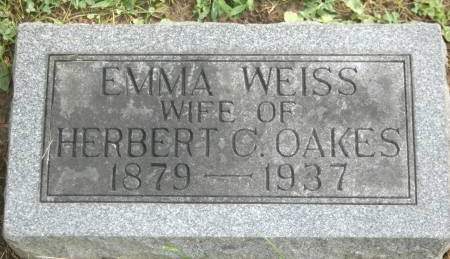 EMMA WEISS
WIFE OF
HERBERT C. OAKES
1879 — 1937